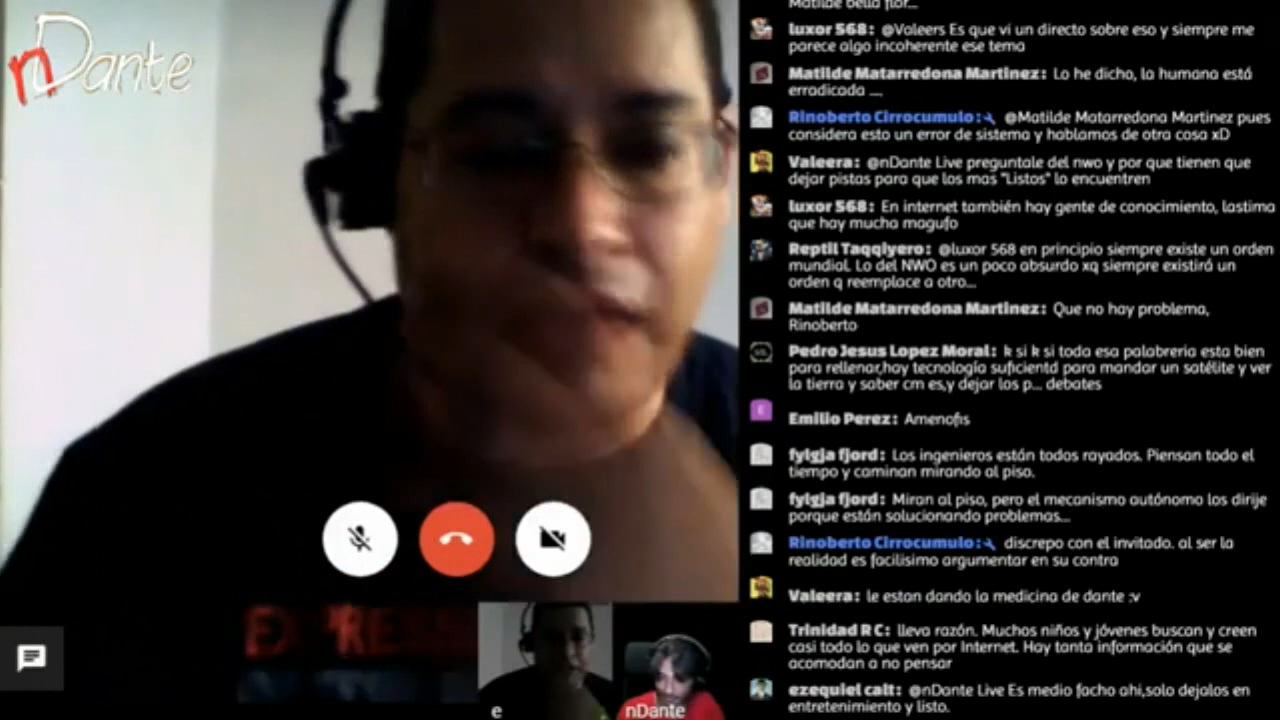 nDante
Matilde bella flor...
luxor 568: @Valeers Es que vi un directo sobre eso y siempre me
parece algo incoherente ese tema
Matilde Matarredona Martinez: Lo he dicho, la humana está
erradicada ....
Rinoberto Cirrocumulo: @Matilde Matarredona Martinez pues
considera esto un error de sistema y hablamos de otra cosa xD
Valeera: @nDante Live preguntale del nwo y por que tienen que
dejar pistas para que los mas "Listos" lo encuentren
luxor 568: En internet también hay gente de conocimiento, lastima
que hay mucho magufo
Reptil Taqqiyero: @luxor 568 en principio siempre existe un orden
mundial. Lo del NWO es un poco absurdo xq siempre existirá un
orden q reemplace a otro...
Matilde Matarredona Martinez: Que no hay problema,
Rinoberto
Pedro Jesus Lopez Moral: k si k si toda esa palabreria esta bien
para rellenar,hay tecnología suficientd para mandar un satélite y ver
la tierra y saber cm es,y dejar los p... debates
E
Emilio Perez: Amenofis
fylgja fjord: Los ingenieros están todos rayados. Piensan todo el
tiempo y caminan mirando al piso.
fylgja fjord: Miran al piso, pero el mecanismo autónomo los dirije
porque están solucionando problemas...
Rinoberto Cirrocumulo: discrepo con el invitado. al ser la
realidad es facilisimo argumentar en su contra
Valeera: le estan dando la medicina de dante :v
Trinidad R C: lleva razón. Muchos niños y jóvenes buscan y creen
casi todo lo que ven por Internet. Hay tanta información que se
acomodan a no pensar
ezequiel cait: @nDante Live Es medio facho ahi,solo dejalos en
entretenimiento y listo.
e
nDante